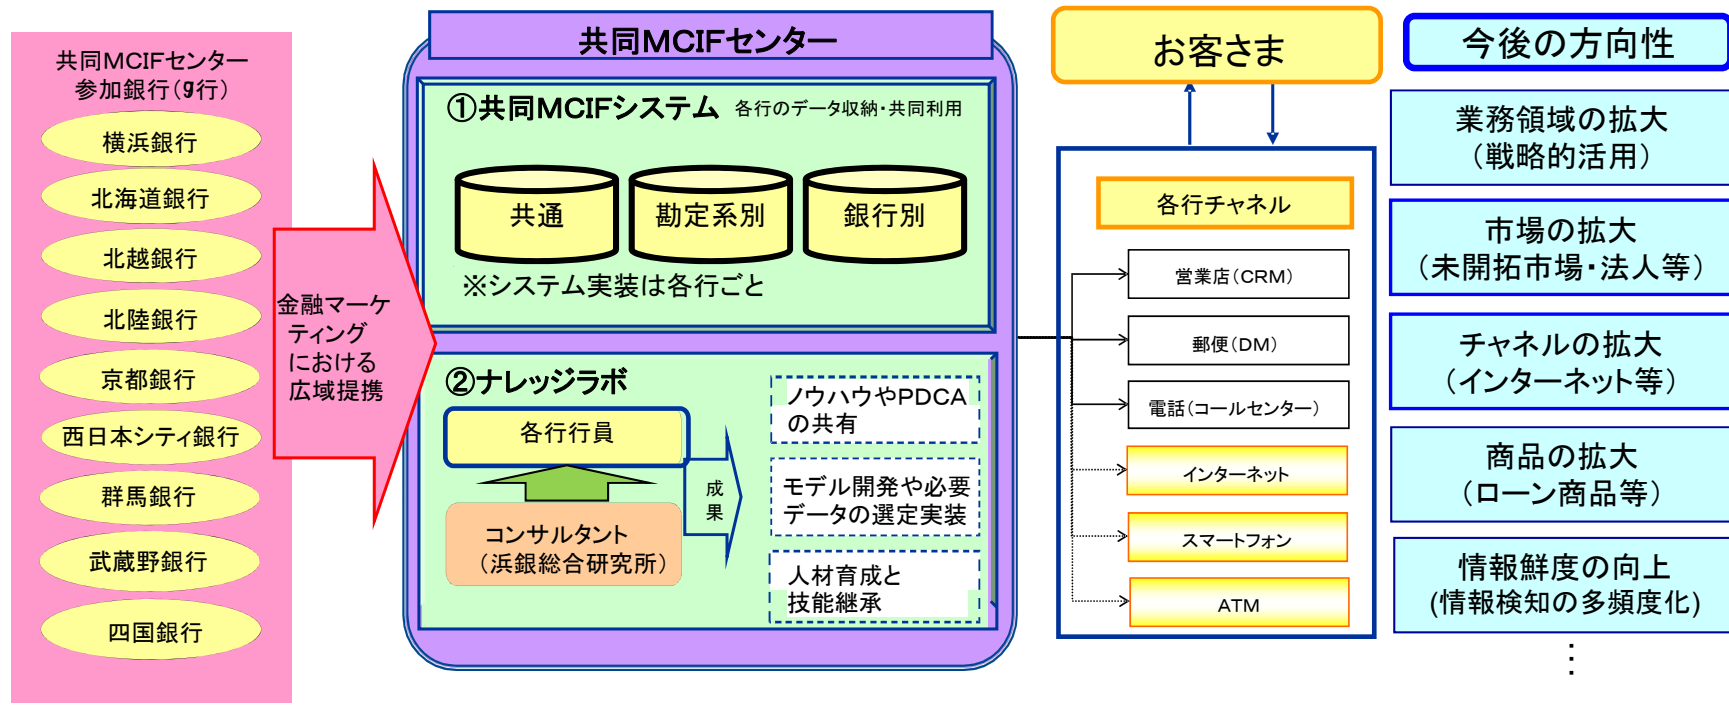 共同MCIFセンター
参加銀行(9行)
横浜銀行
北海道銀行
北越銀行
北陸銀行
京都銀行
西日本シティ銀行
群馬銀行
武蔵野銀行
四国銀行
金融マーケ
ティング
における
広域提携
共同MCIFセンター
①共同MCIFシステム 各行のデータ収納・共同利用
共通
勘定系別
銀行別
※システム実装は各行ごと
②ナレッジラボ
各行行員
コンサルタント
(浜銀総合研究所)
成
果
ノウハウやPDCA
の共有
モデル開発や必要
データの選定実装
人材育成と
技能継承
お客さま
各行チャネル
営業店(CRM)
郵便(DM)
電話(コールセンター)
インターネット
スマートフォン
ATM
今後の方向性
業務領域の拡大
(戦略的活用)
市場の拡大
(未開拓市場・法人等)
チャネルの拡大
(インターネット等)
商品の拡大
(ローン商品等)
情報鮮度の向上
(情報検知の多頻度化)
⋮